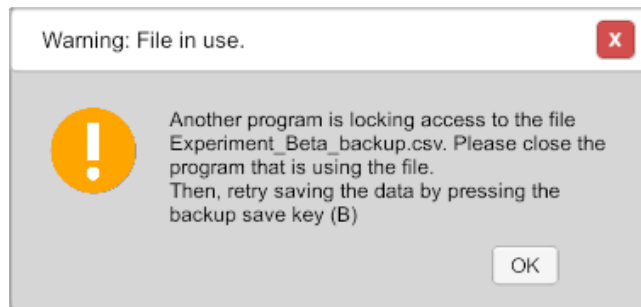 Warning: File in use.
X
Another program is locking access to the file
Experiment_Beta_backup.csv. Please close the
program that is using the file.
Then, retry saving the data by pressing the
backup save key (B)
OK